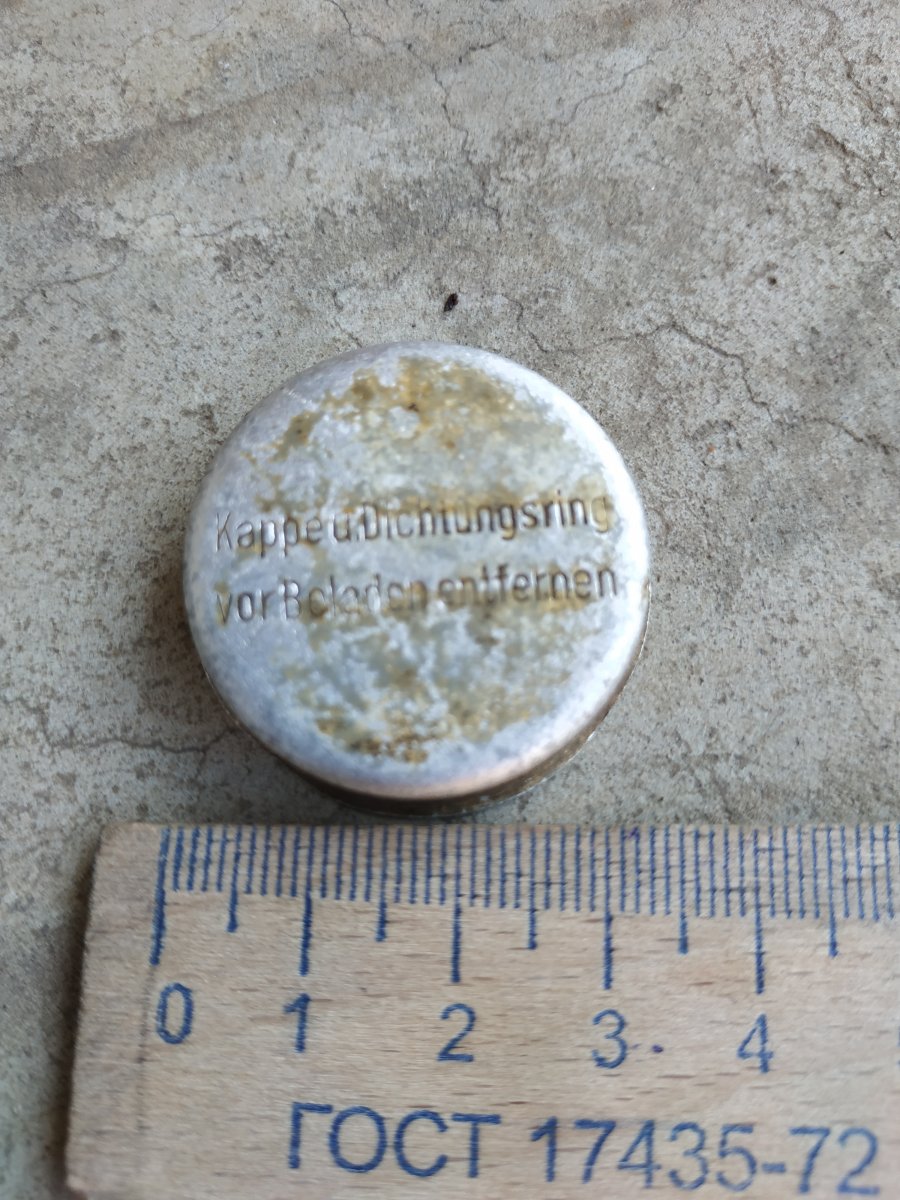 Kappe u. Dichtungsring
vor Beladen entfernen
0 1 2 3 4
ГОСТ 17435-72